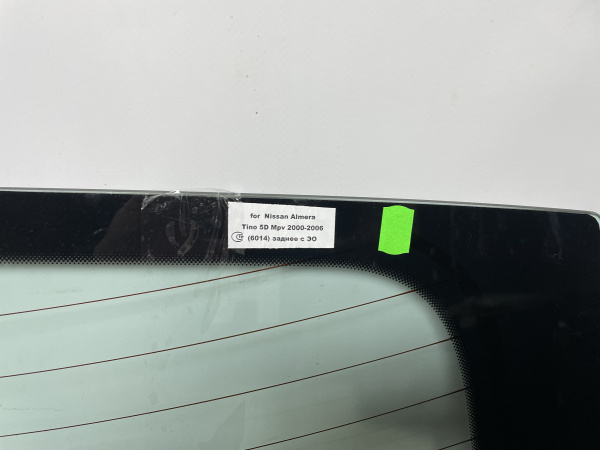 for Nissan Almera
Tino 5D Mpv 2000-2006
(6014) заднее с ЭО